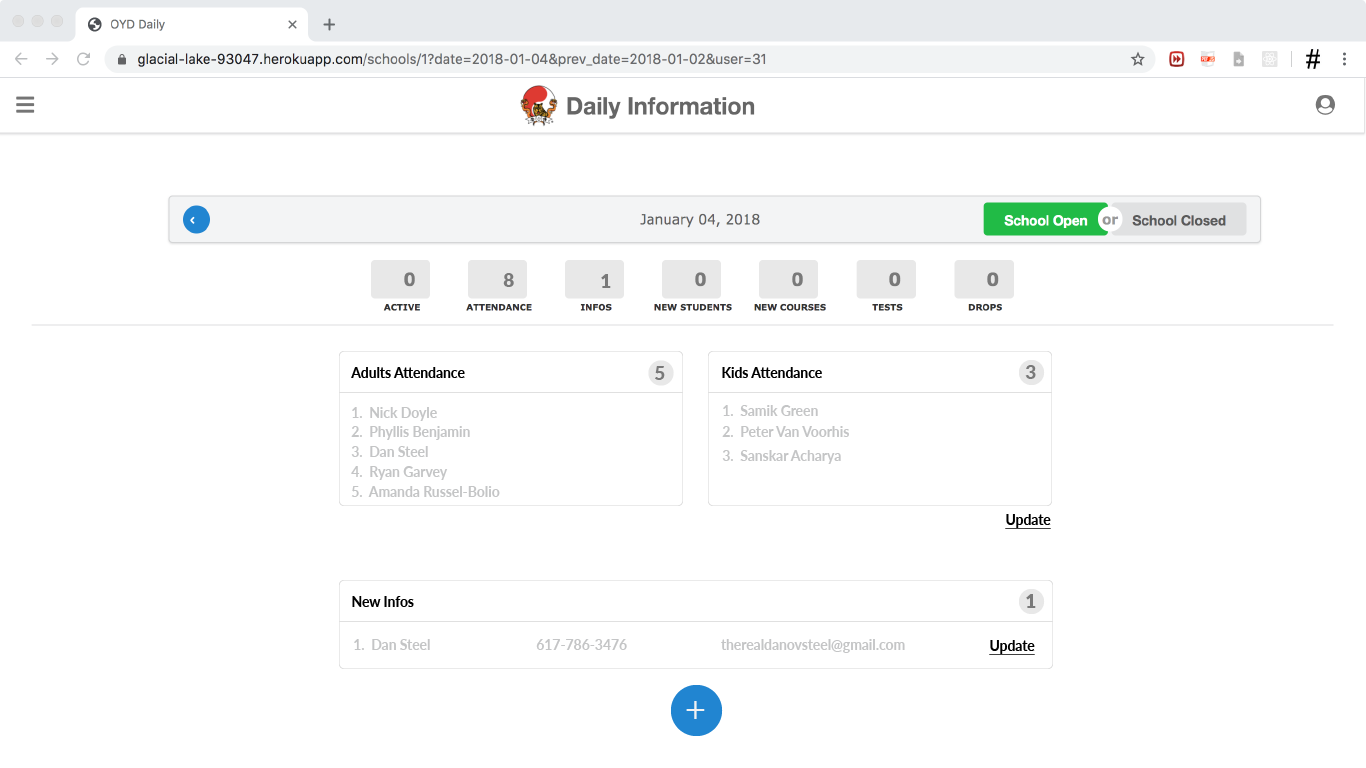 OYD Daily
glacial-lake-93047.herokuapp.com/schools/1?date=2018-01-04&prev_date=2018-01-02&user=31
Daily Information
January 04, 2018
School Open or School Closed
0 8 1 0 0 0 0
ACTIVE ATTENDANCE INFOS NEW STUDENTS NEW COURSES TESTS DROPS
Adults Attendance 5
1. Nick Doyle
2. Phyllis Benjamin
3. Dan Steel
4. Ryan Garvey
5. Amanda Russel-Bolio
Kids Attendance 3
1. Samik Green
2. Peter Van Voorhis
3. Sanskar Acharya
Update
New Infos 1
1. Dan Steel 617-786-3476 therealdanovsteel@gmail.com Update